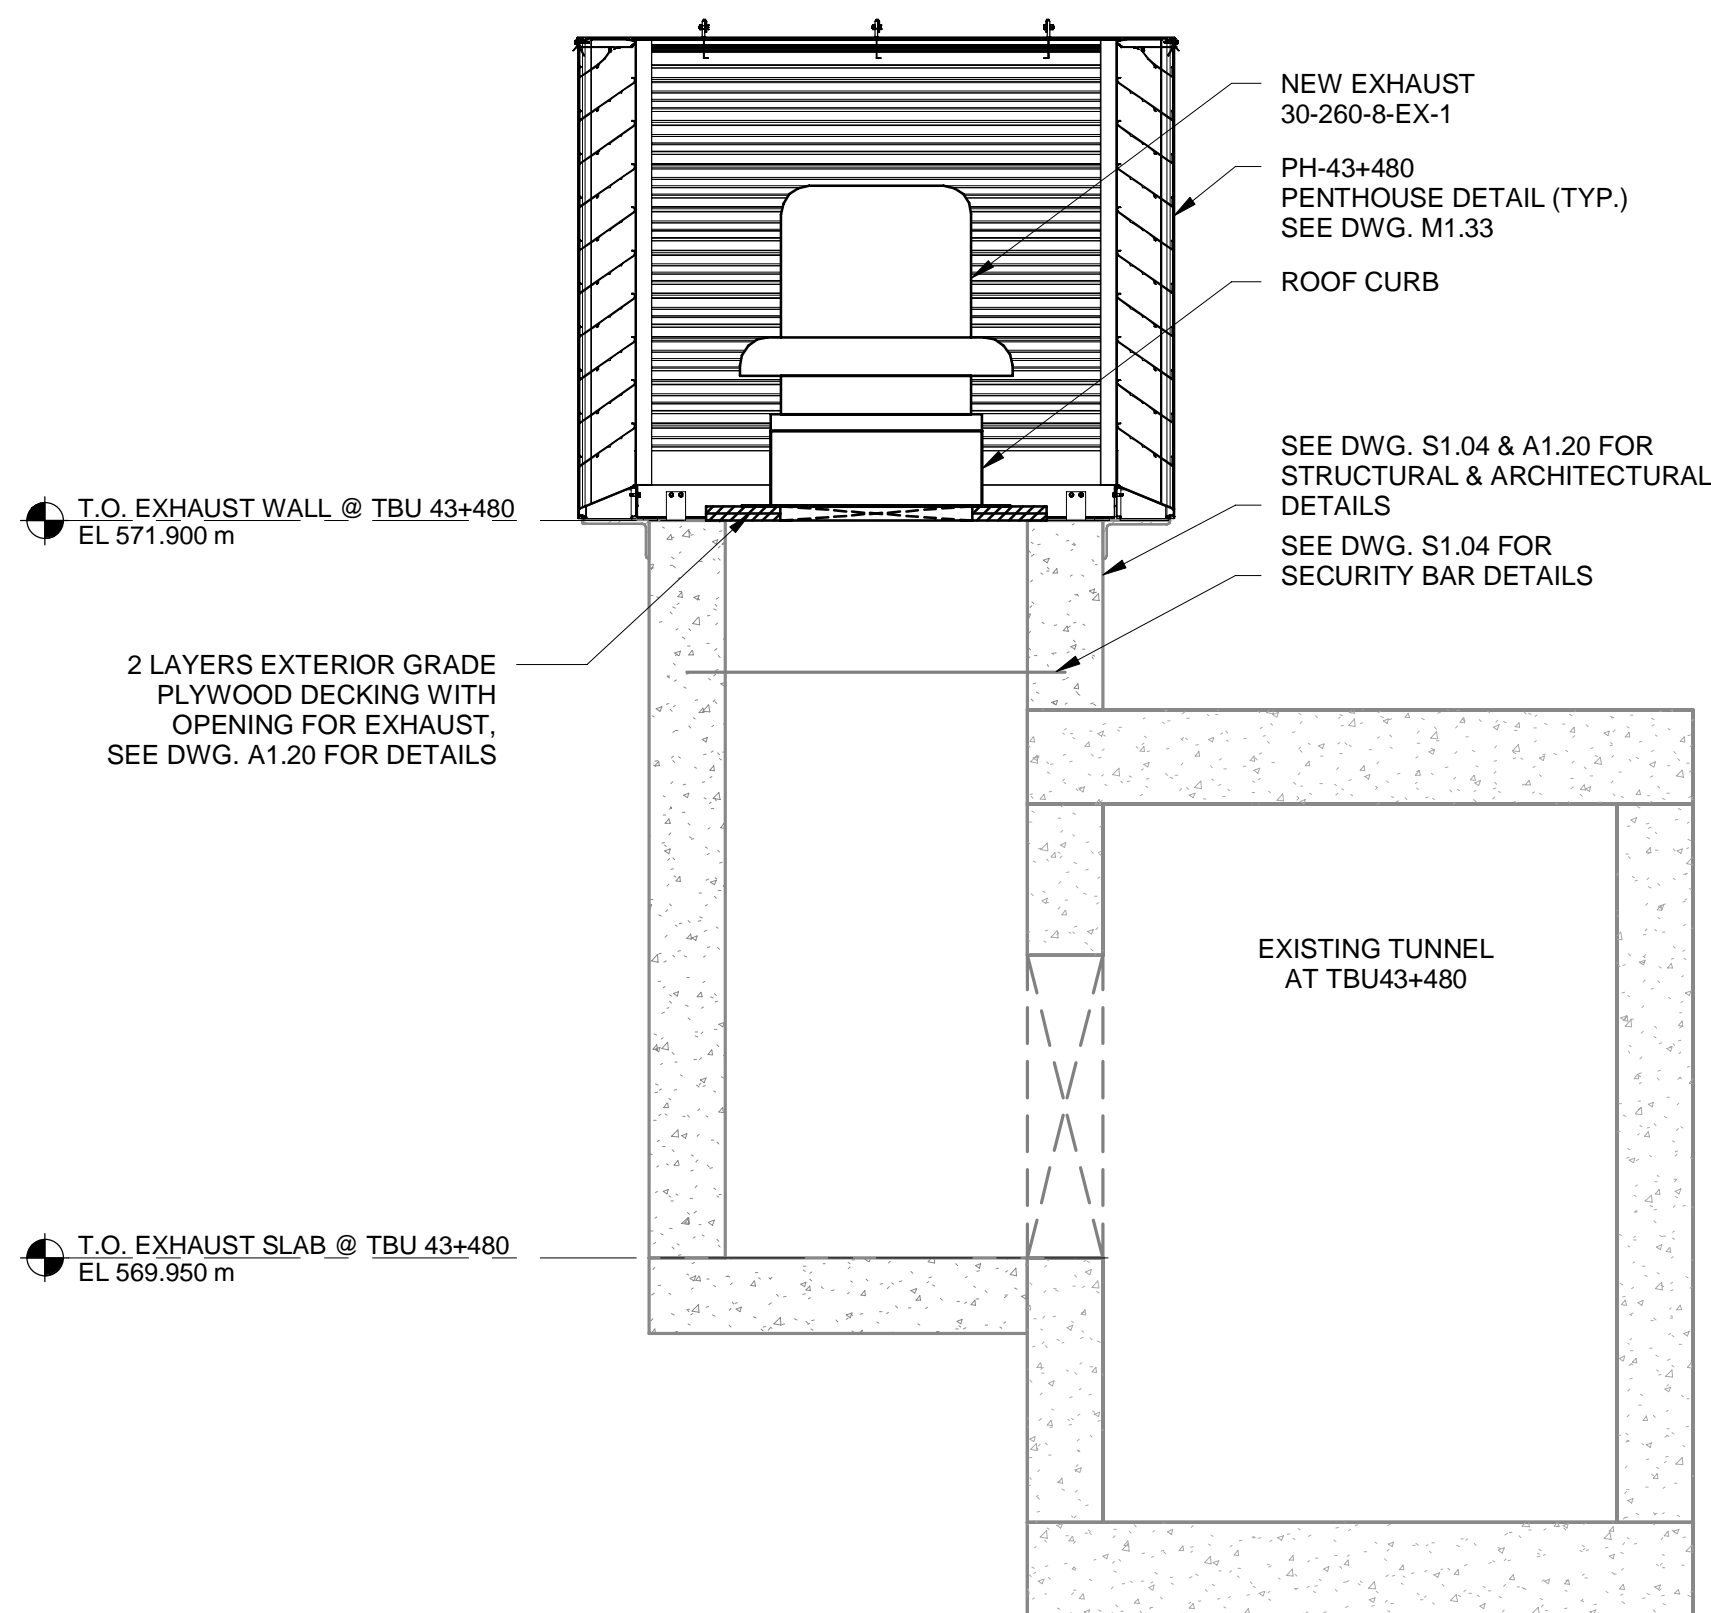 NEW EXHAUST
30-260-8-EX-1
PH-43+480
PENTHOUSE DETAIL (TYP.)
SEE DWG. M1.33
ROOF CURB
SEE DWG. S1.04 & A1.20 FOR
STRUCTURAL & ARCHITECTURAL
DETAILS
SEE DWG. S1.04 FOR
SECURITY BAR DETAILS
T.O. EXHAUST WALL @ TBU 43+480
EL 571.900 m
2 LAYERS EXTERIOR GRADE
PLYWOOD DECKING WITH
OPENING FOR EXHAUST,
SEE DWG. A1.20 FOR DETAILS
EXISTING TUNNEL
AT TBU43+480
T.O. EXHAUST SLAB @ TBU 43+480
EL 569.950 m